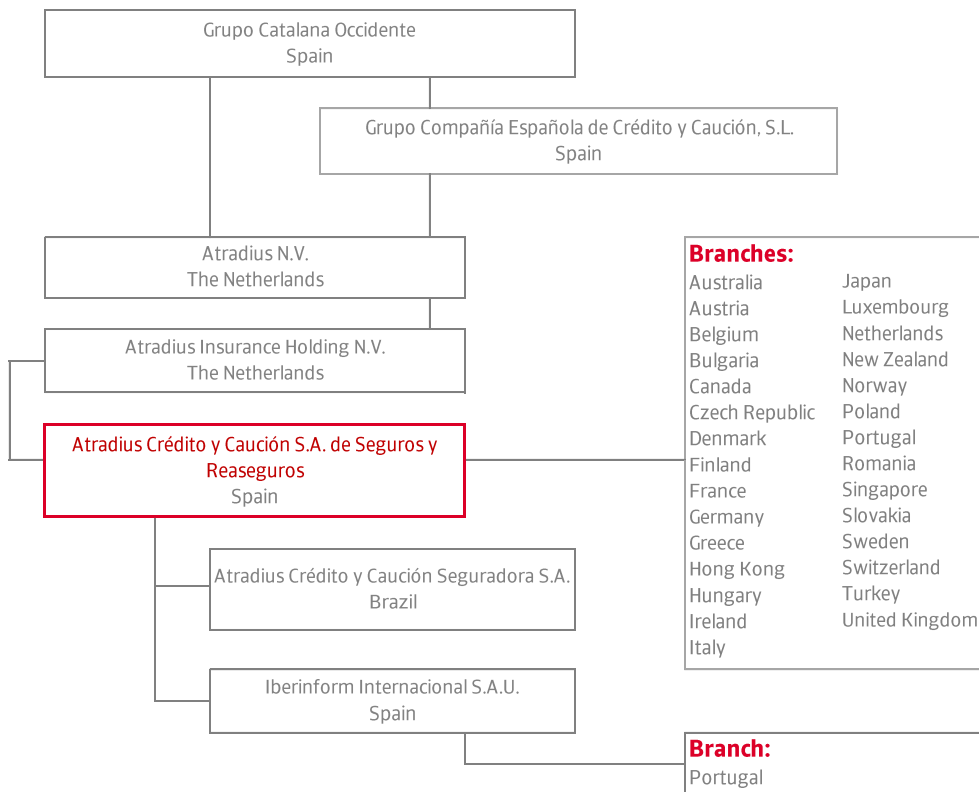 Grupo Catalana Occidente
Spain
Grupo Compañía Española de Crédito y Caución, S.L.
Spain
Atradius N.V.
The Netherlands
Atradius Insurance Holding N.V.
The Netherlands
Atradius Crédito y Caución S.A. de Seguros y
Reaseguros
Spain
Atradius Crédito y Caución Seguradora S.A.
Brazil
Iberinform Internacional S.A.U.
Spain
Branches:
Australia
Austria
Belgium
Bulgaria
Canada
Czech Republic
Denmark
Finland
France
Germany
Greece
Hong Kong
Hungary
Ireland
Italy
Japan
Luxembourg
Netherlands
New Zealand
Norway
Poland
Portugal
Romania
Singapore
Slovakia
Sweden
Switzerland
Turkey
United Kingdom
Branch:
Portugal